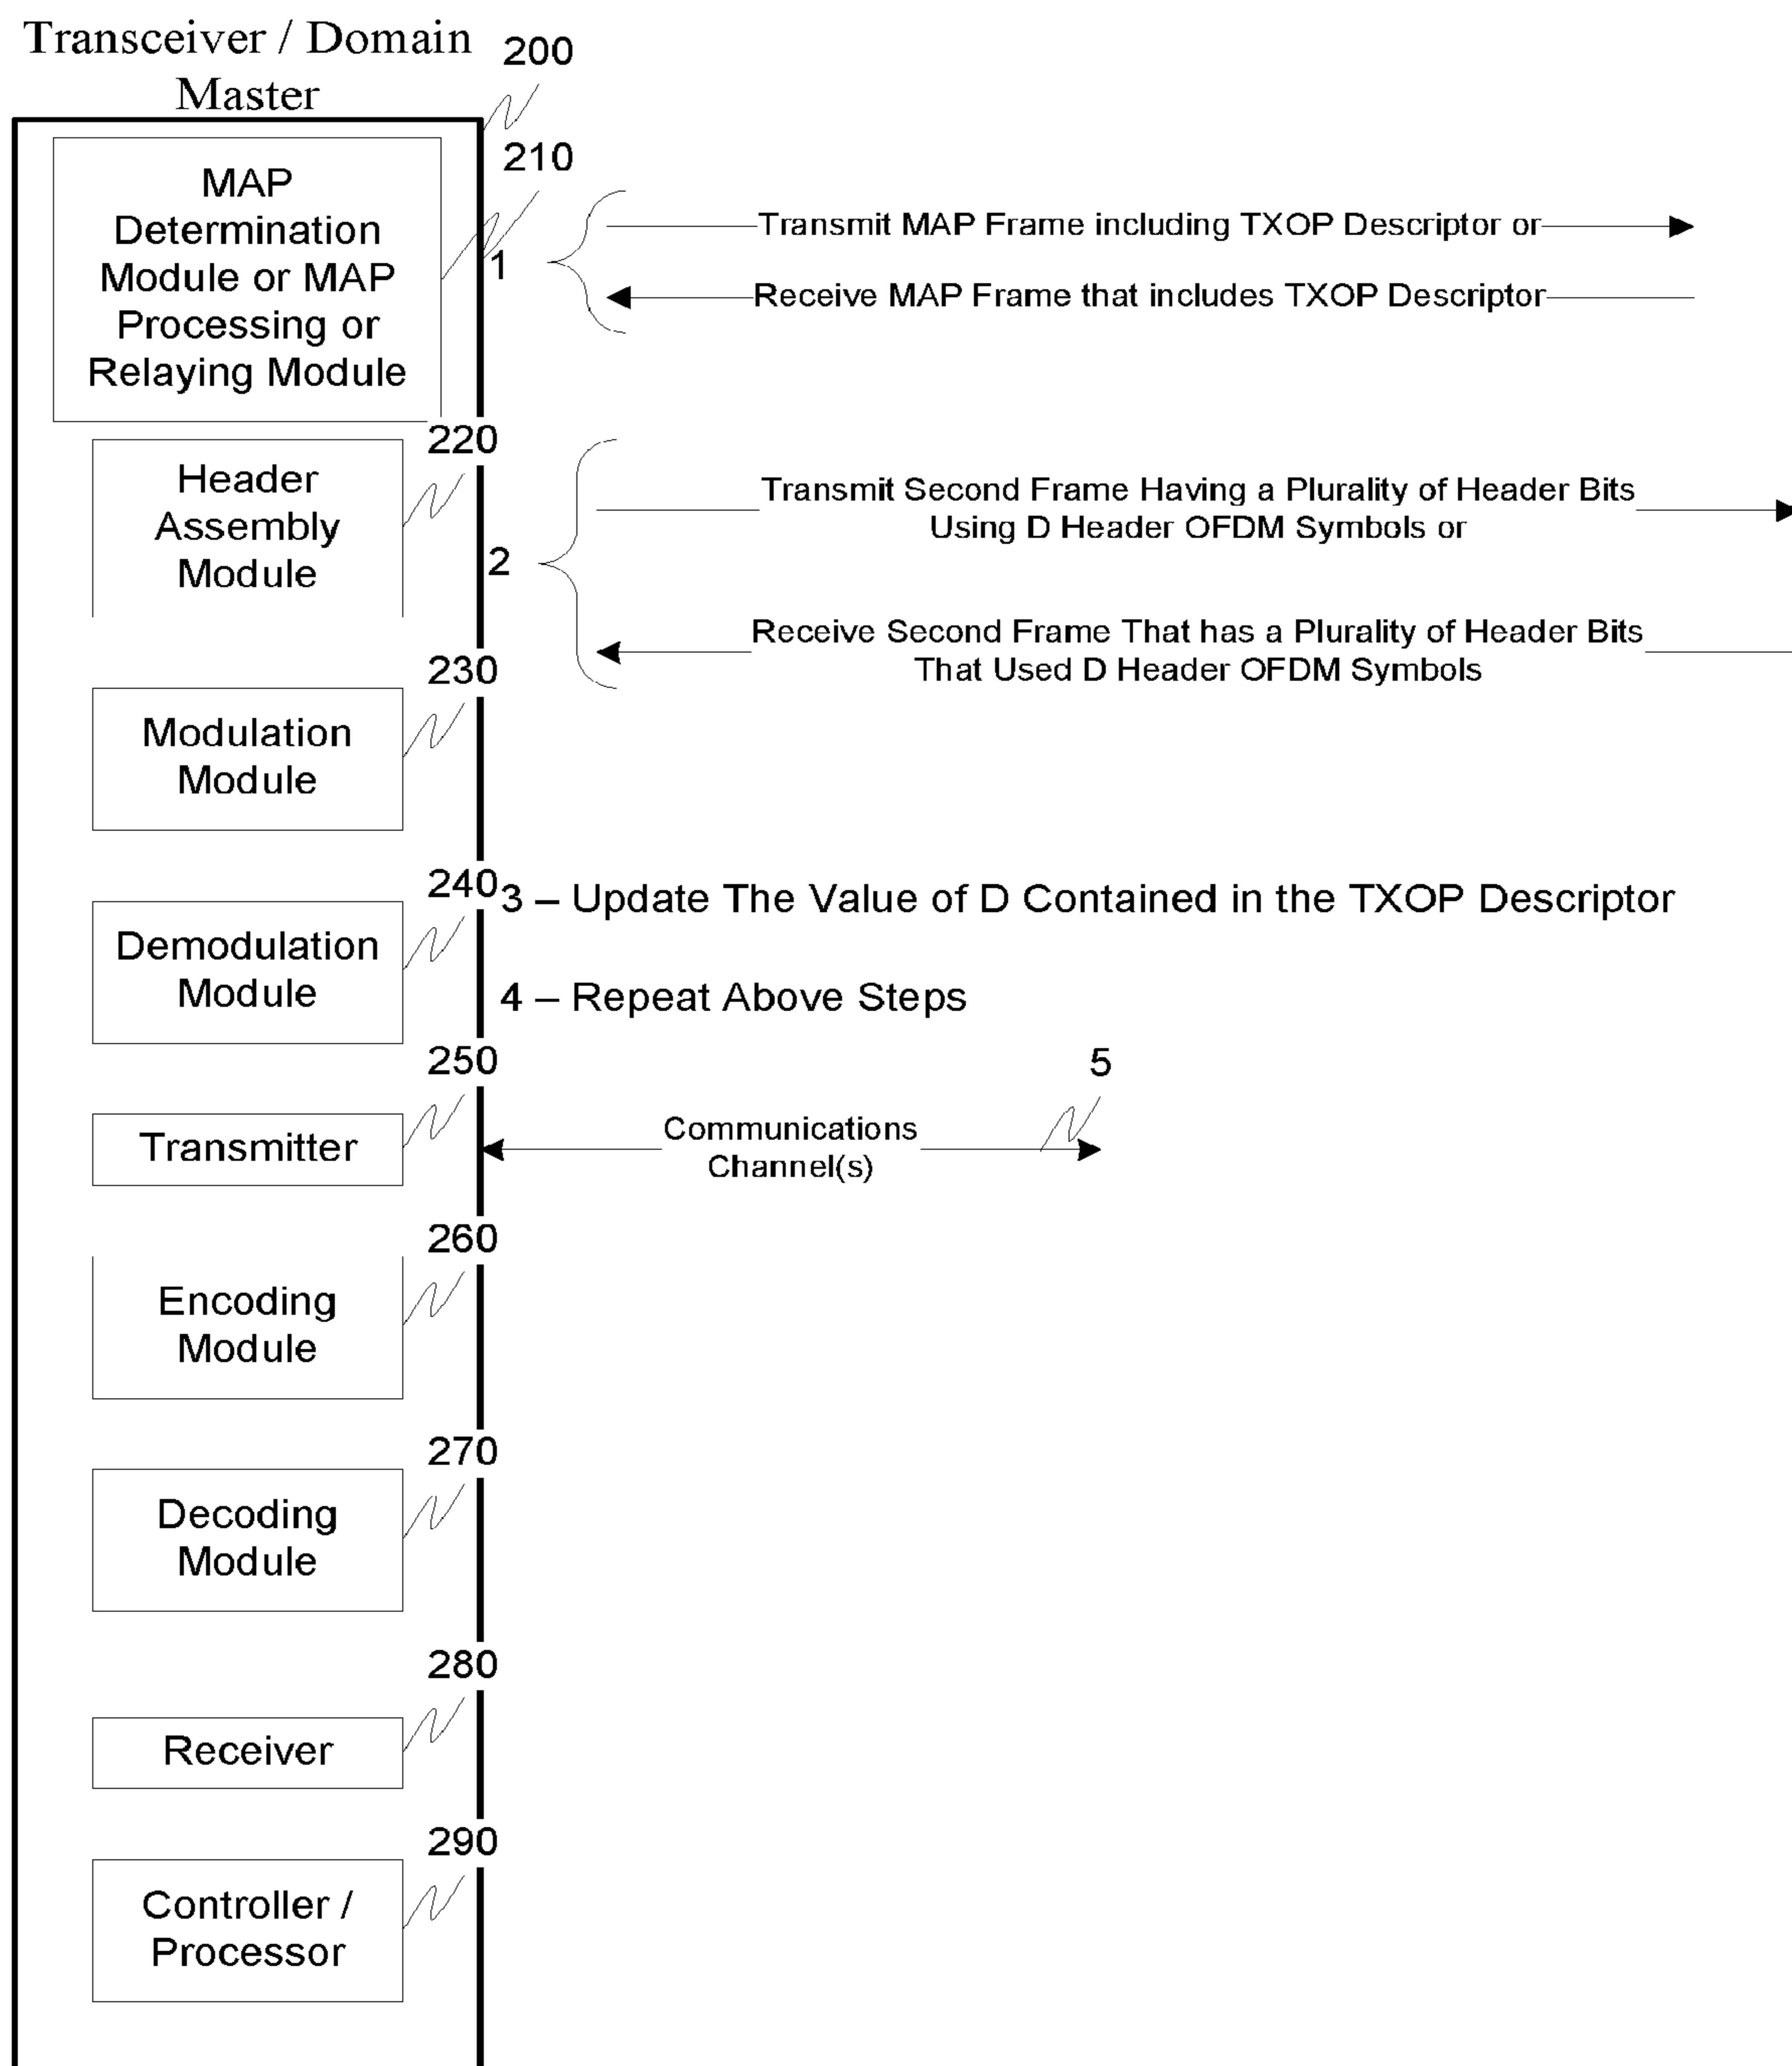 Transceiver / Domain
Master
200
210
MAP
Determination
Module or MAP
Processing or
Relaying Module
1
Transmit MAP Frame including TXOP Descriptor or
Receive MAP Frame that includes TXOP Descriptor
220
Header
Assembly
Module
2
Transmit Second Frame Having a Plurality of Header Bits
Using D Header OFDM Symbols or
Receive Second Frame That has a Plurality of Header Bits
That Used D Header OFDM Symbols
230
Modulation
Module
240
3 – Update The Value of D Contained in the TXOP Descriptor
Demodulation
Module
4 – Repeat Above Steps
250
5
Transmitter
Communications
Channel(s)
260
Encoding
Module
270
Decoding
Module
280
Receiver
290
Controller /
Processor